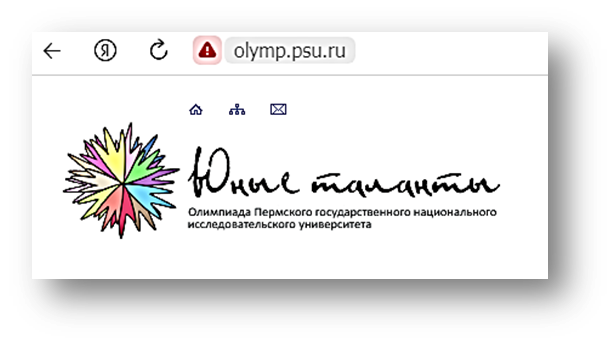 Я olymp.psu.ru
Юные таланты
Олимпиада Пермского государственного национального
исследовательского университета